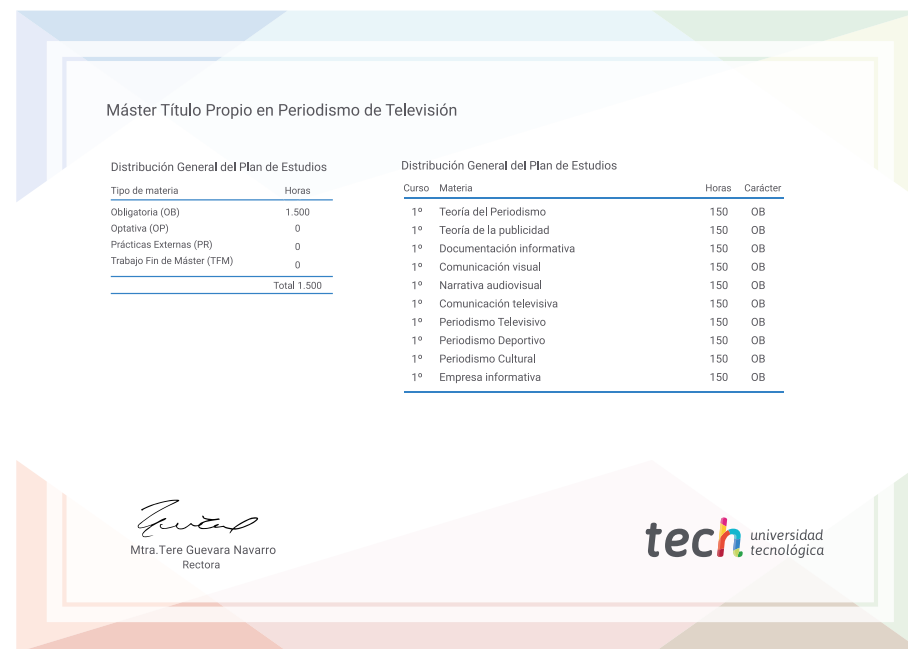 Máster Título Propio en Periodismo de Televisión
Distribución General del Plan de Estudios
Tipo de materia Horas
Obligatoria (OB) 1.500
Optativa (OP) 0
Prácticas Externas (PR) 0
Trabajo Fin de Máster (TFM) 0
Total 1.500
Distribución General del Plan de Estudios
Curso Materia Horas Carácter
1º Teoría del Periodismo 150 OB
1º Teoría de la publicidad 150 OB
1º Documentación informativa 150 OB
1º Comunicación visual 150 OB
1º Narrativa audiovisual 150 OB
1º Comunicación televisiva 150 OB
1º Periodismo Televisivo 150 OB
1º Periodismo Deportivo 150 OB
1º Periodismo Cultural 150 OB
1º Empresa informativa 150 OB
Mtra.Tere Guevara Navarro
Rectora
tech universidad
tecnológica